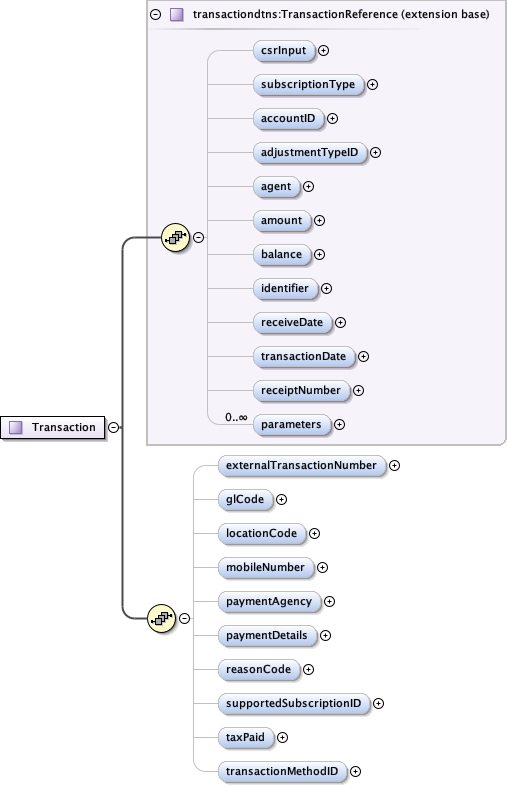 transactiondtns:TransactionReference (extension base)
csrInput
subscriptionType
accountID
adjustmentTypeID
agent
amount
balance
identifier
receiveDate
transactionDate
receiptNumber
0..∞
parameters
Transaction
externalTransactionNumber
glCode
locationCode
mobileNumber
paymentAgency
paymentDetails
reasonCode
supportedSubscriptionID
taxPaid
transactionMethodID